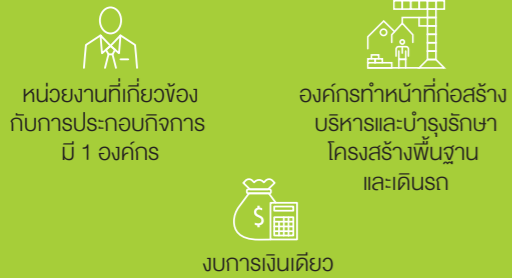 หน่วยงานที่เกี่ยวข้อง
กับการประกอบกิจการ
มี 1 องค์กร
องค์กรทำหน้าที่ก่อสร้าง
บริหารและบำรุงรักษา
โครงสร้างพื้นฐาน
และเดินรถ
$
งบการเงินเดียว